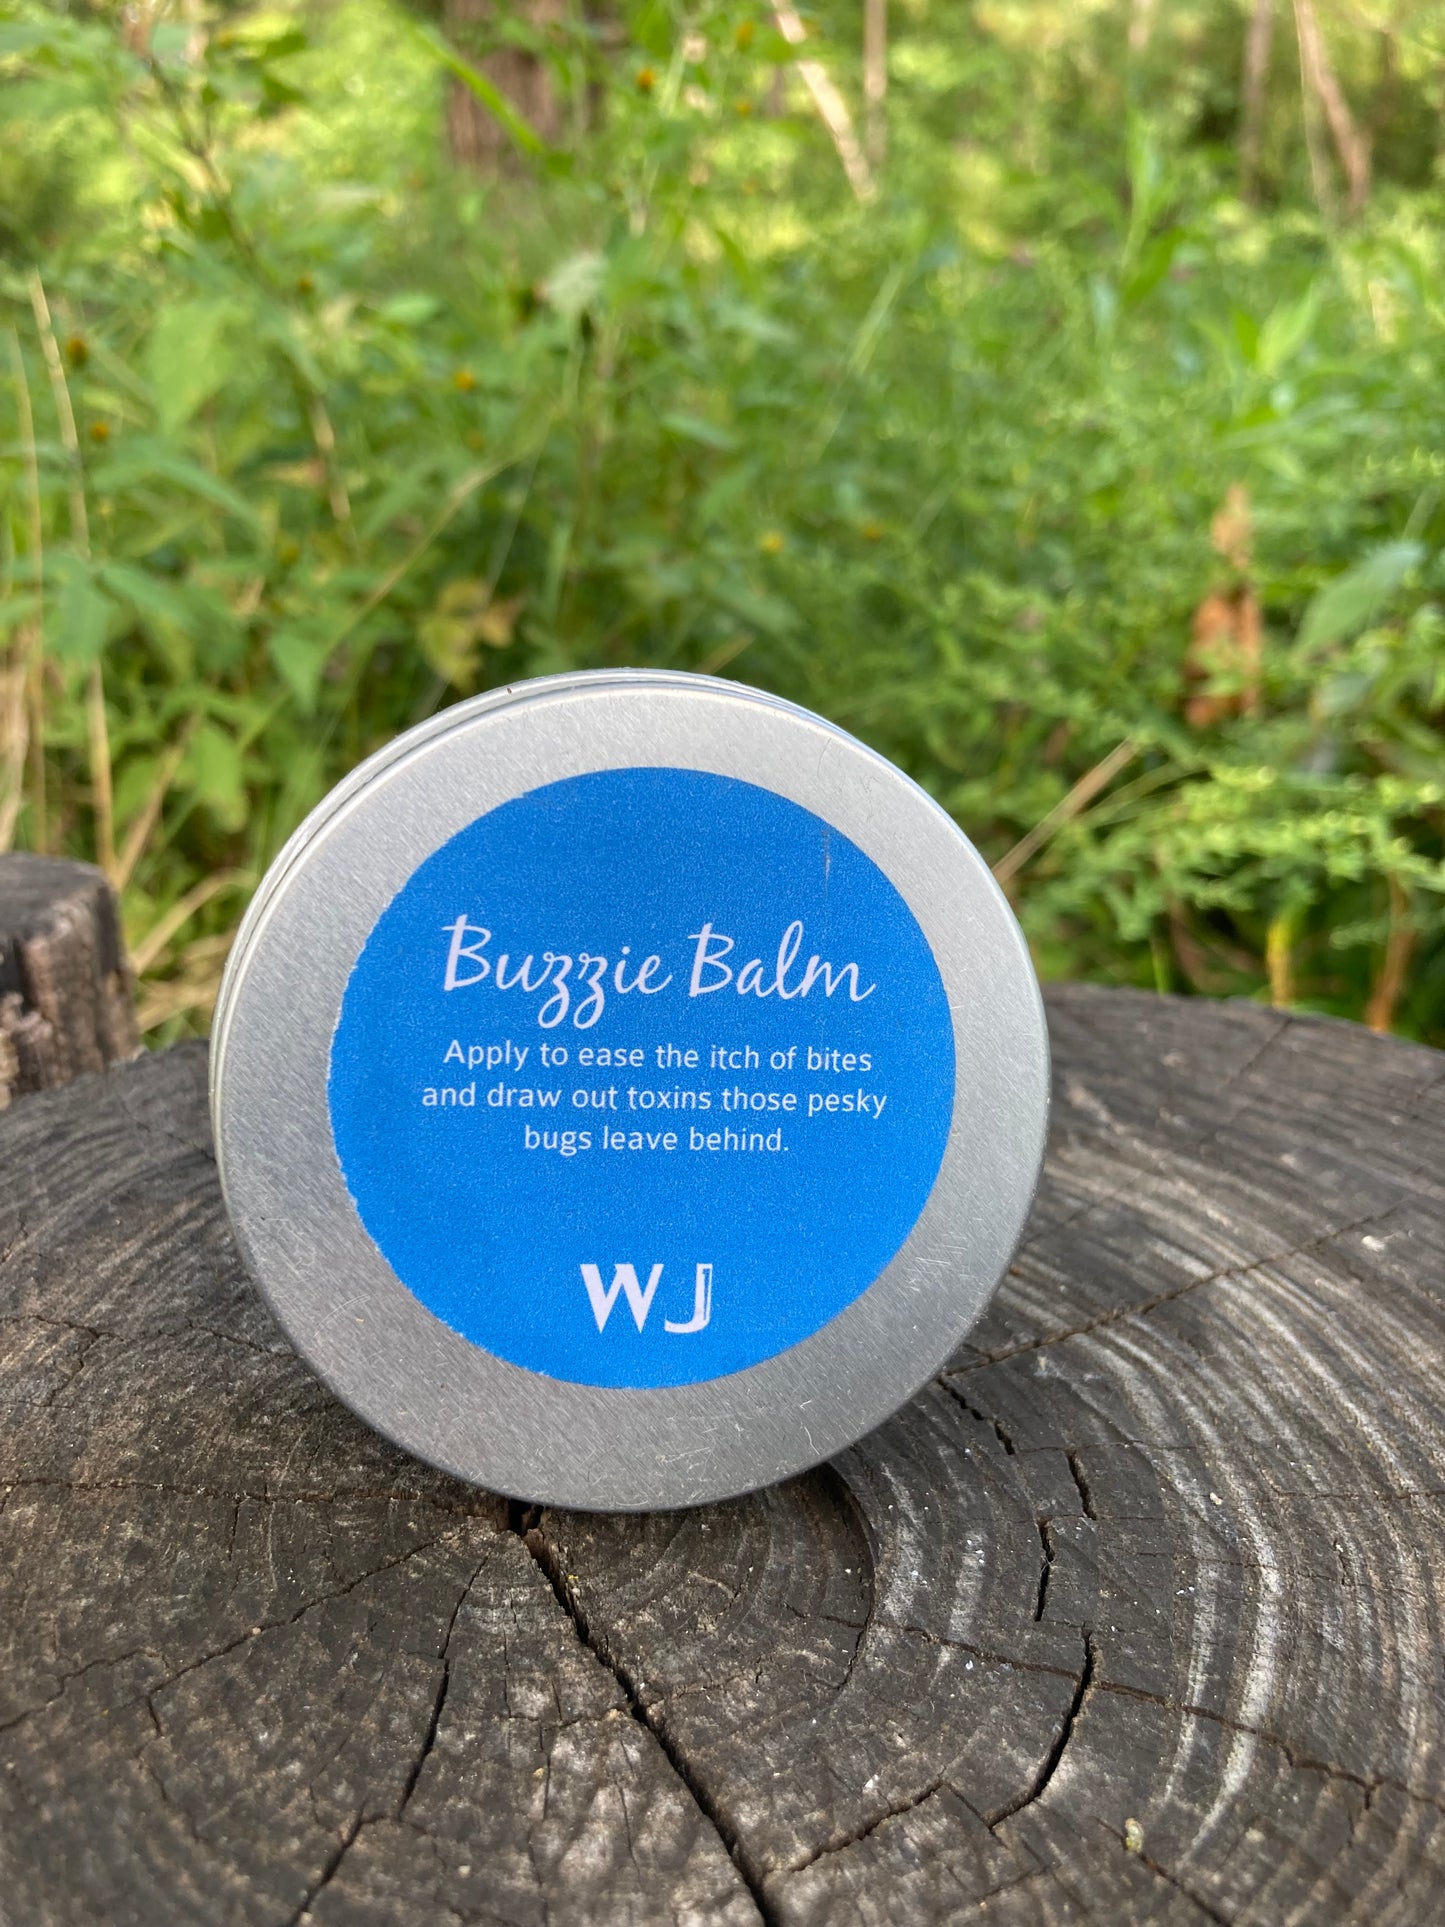 Buzzie Balm
Apply to ease the itch of bites
and draw out toxins those pesky
bugs leave behind.
WJ